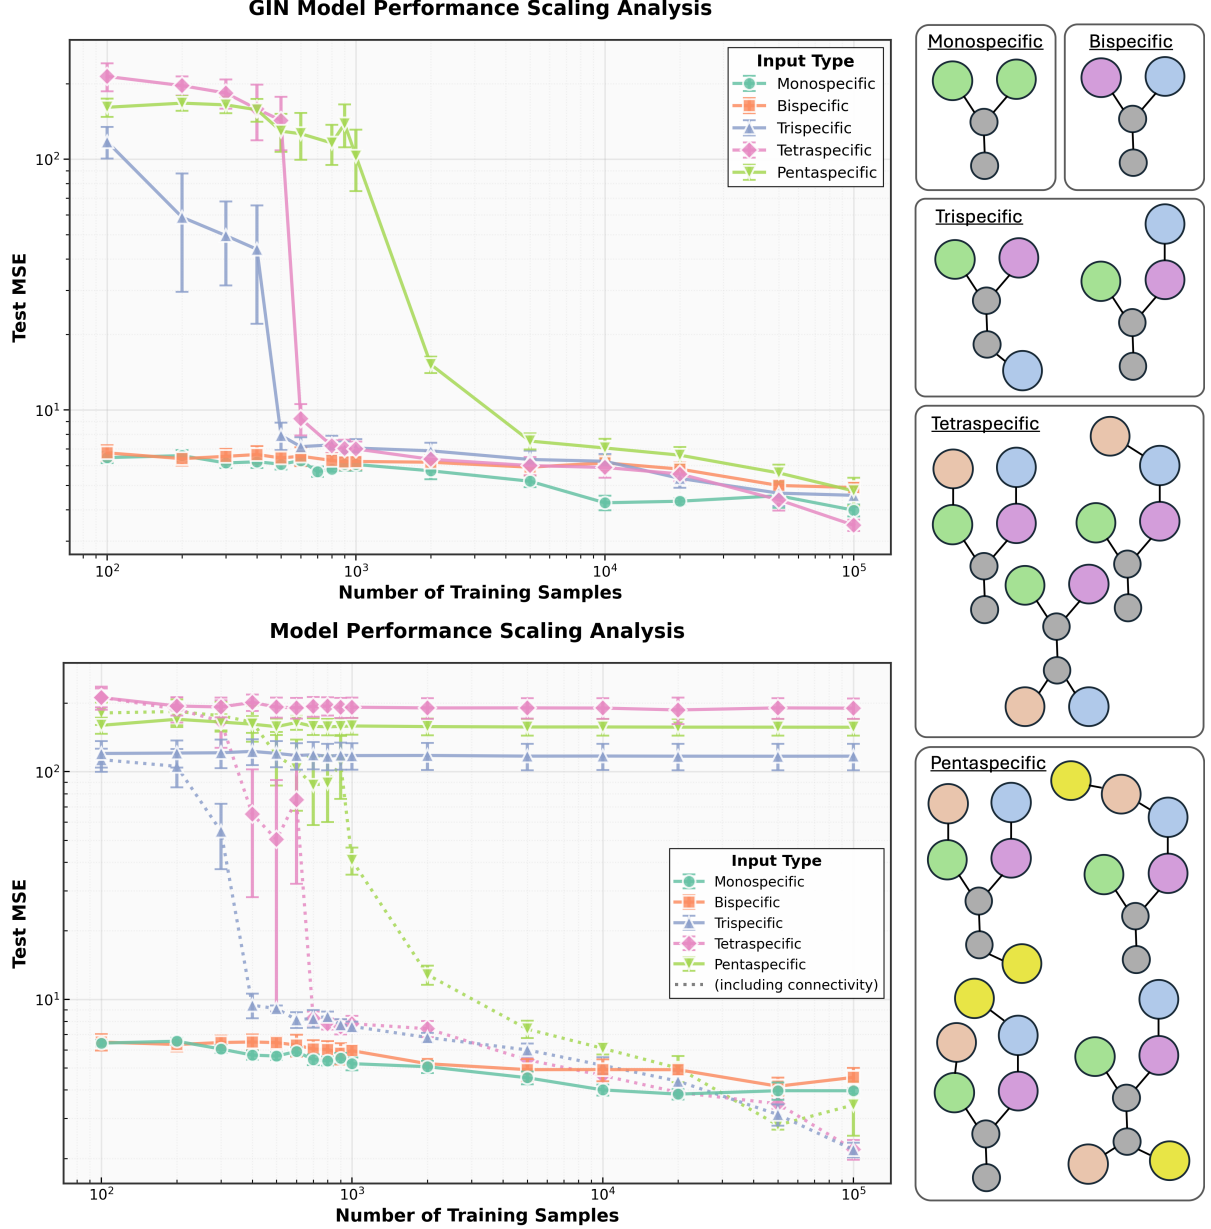 GIN Model Performance Scaling Analysis
Test MSE
10²
10¹
Input Type
Monospecific
Bispecific
Trispecific
Tetraspecific
Pentaspecific
10² 10³ 10⁴ 10⁵
Number of Training Samples
Model Performance Scaling Analysis
Test MSE
10²
10¹
Input Type
Monospecific
Bispecific
Trispecific
Tetraspecific
Pentaspecific
(including connectivity)
10² 10³ 10⁴ 10⁵
Number of Training Samples
Monospecific
Bispecific
Trispecific
Tetraspecific
Pentaspecific